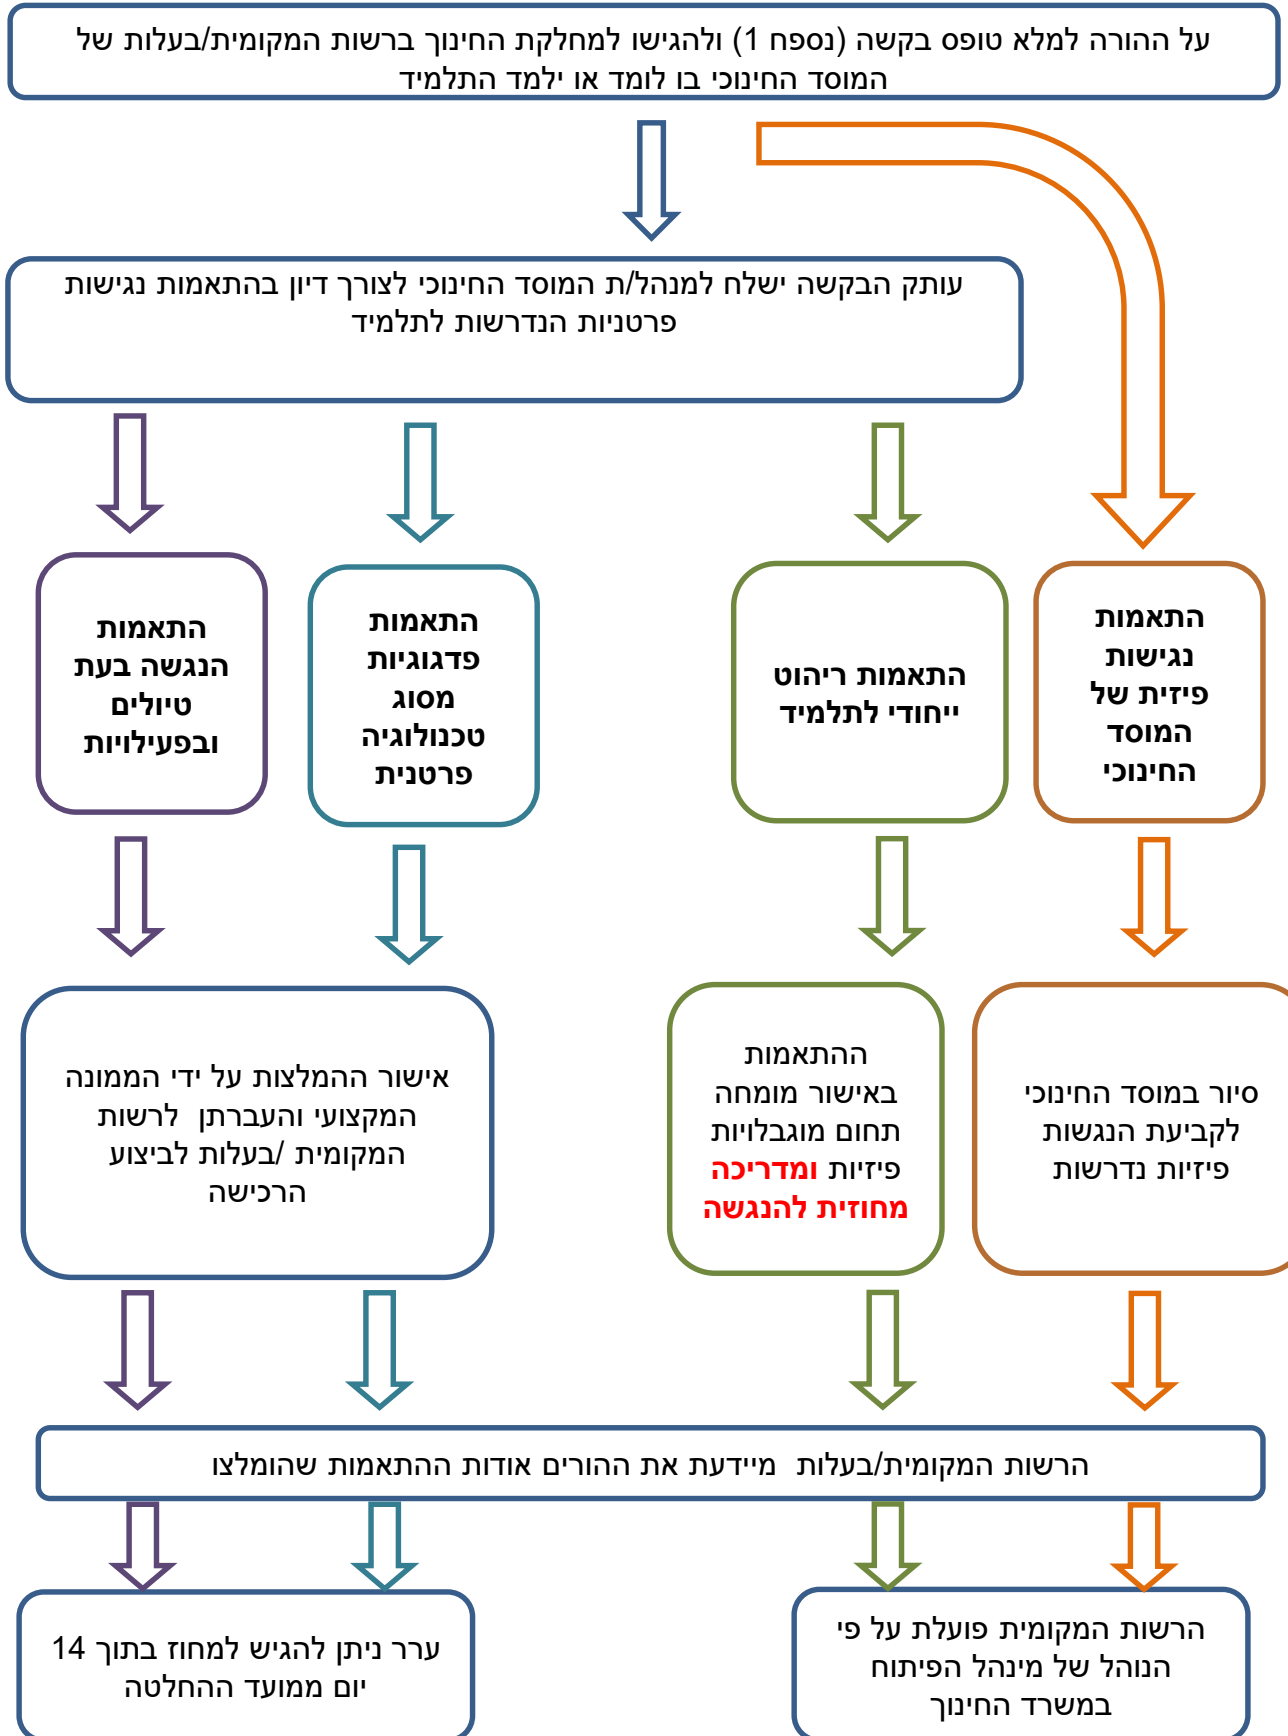 על ההורה למלא טופס בקשה (נספח 1) ולהגישו למחלקת החינוך ברשות המקומית/בעלות של
המוסד החינוכי בו לומד או ילמד התלמיד
עותק הבקשה ישלח למנהל/ת המוסד החינוכי לצורך דיון בהתאמות נגישות
פרטניות הנדרשות לתלמיד
התאמות
נגישות
פיזית של
המוסד
החינוכי
התאמות ריהוט
ייחודי לתלמיד
התאמות
פדגוגיות
מסוג
טכנולוגיה
פרטנית
התאמות
הנגשה בעת
טיולים
ובפעילויות
סיור במוסד החינוכי
לקביעת הנגשות
פיזיות נדרשות
ההתאמות
באישור מומחה
תחום מוגבלויות
פיזיות ומדריכה
מחוזית להנגשה
אישור ההמלצות על ידי הממונה
המקצועי והעברתן לרשות
המקומית /בעלות לביצוע
הרכישה
הרשות המקומית/בעלות מיידעת את ההורים אודות ההתאמות שהומלצו
הרשות המקומית פועלת על פי
הנוהל של מינהל הפיתוח
במשרד החינוך
ערר ניתן להגיש למחוז בתוך 14
יום ממועד ההחלטה